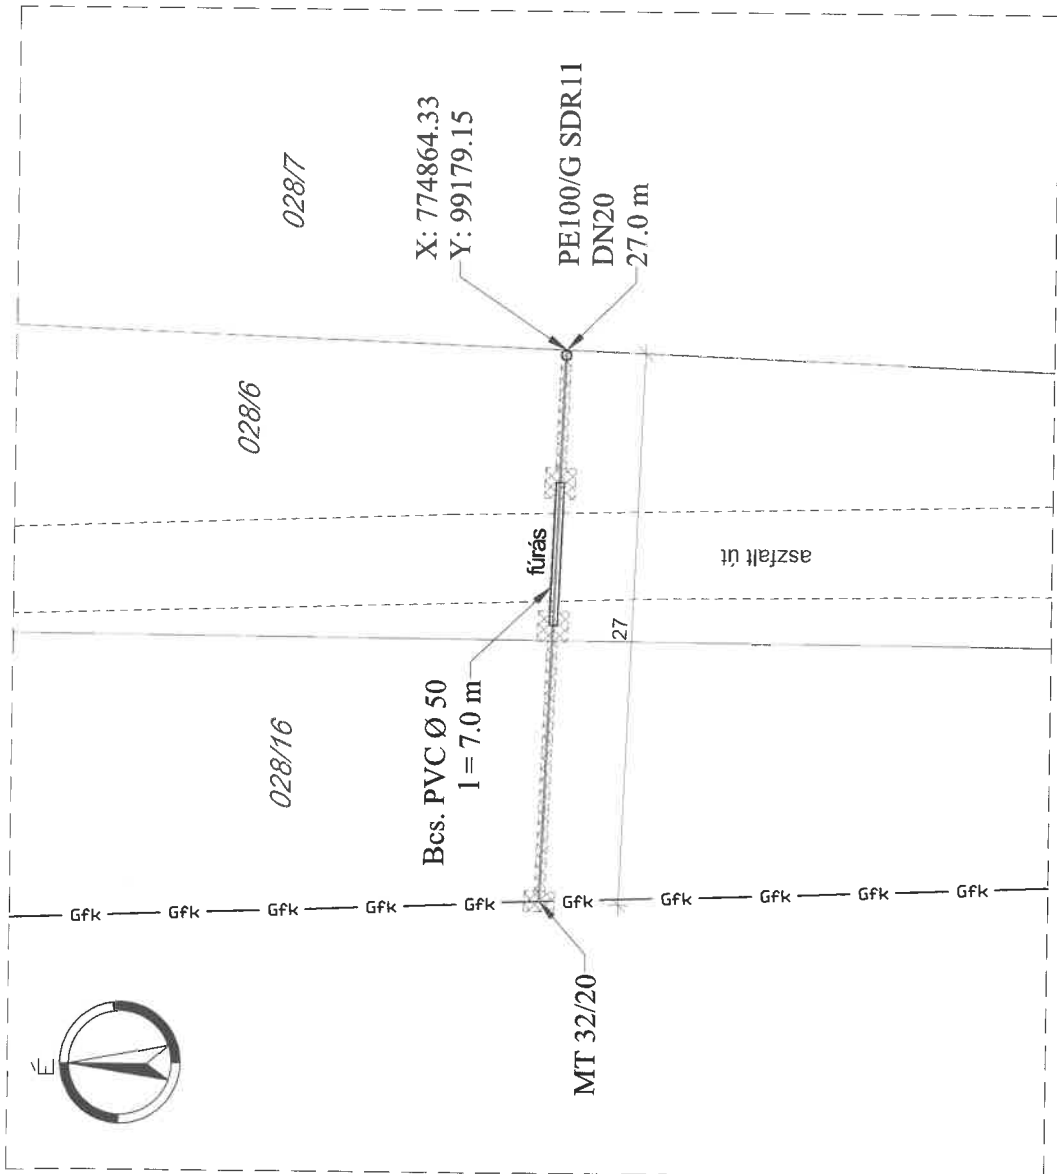 É
028/16
028/6
028/7
X: 774864.33
Y: 99179.15
PE100/G SDR11
DN20
27.0 m
Bcs. PVC Ø 50
l = 7.0 m
fúrás
aszfalt út
27
MT 32/20
Gfk
Gfk
Gfk
Gfk
Gfk
Gfk
Gfk
Gfk
Gfk
Gfk